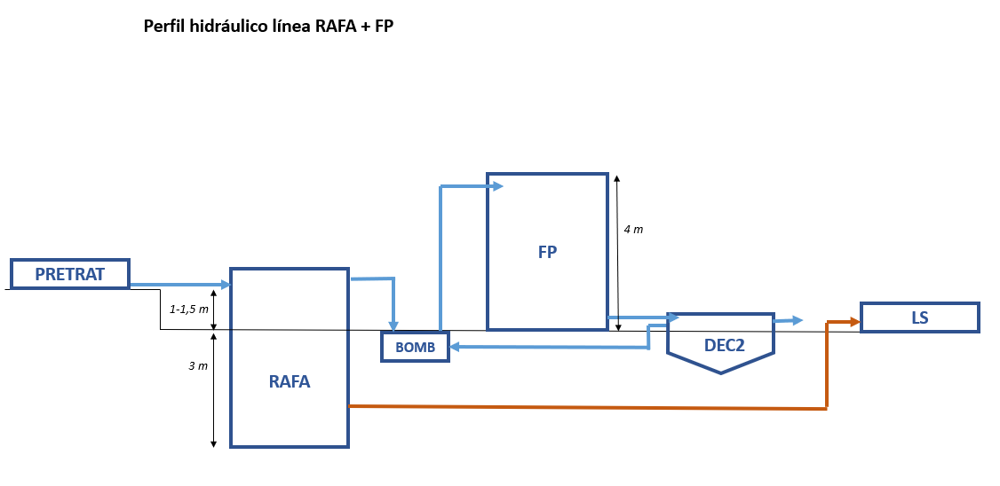 Perfil hidráulico línea RAFA + FP
4 m
FP
PRETRAT
1-1,5 m
LS
BOMB
DEC2
3 m
RAFA